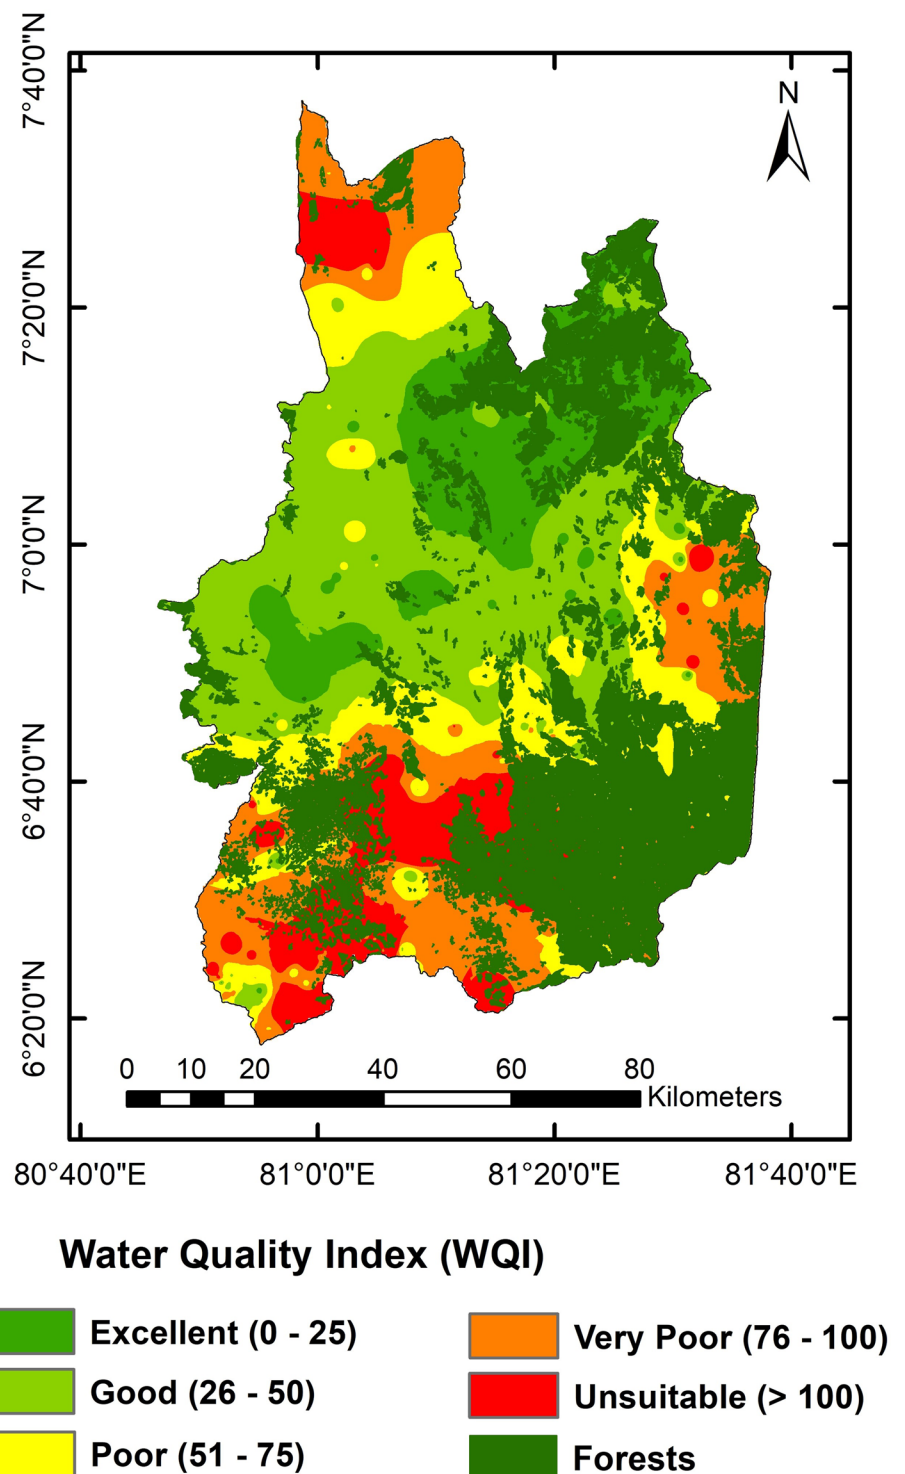 7°40'0"N
N
7°20'0"N
7°0'0"N
6°40'0"N
6°20'0"N
0 10 20 40 60 80
Kilometers
80°40'0"E 81°0'0"E 81°20'0"E 81°40'0"E
Water Quality Index (WQI)
Excellent (0 - 25)
Very Poor (76 - 100)
Good (26 - 50)
Unsuitable (> 100)
Poor (51 - 75)
Forests